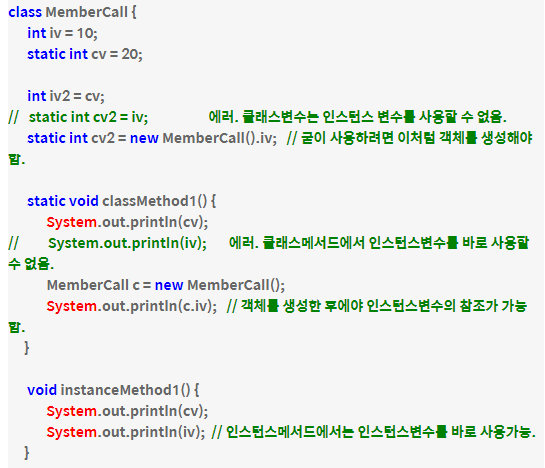 class MemberCall {
int iv = 10;
static int cv = 20;
int iv2 = cv;
// static int cv2 = iv; 에러. 클래스변수는 인스턴스 변수를 사용할 수 없음.
static int cv2 = new MemberCall().iv; // 굳이 사용하려면 이처럼 객체를 생성해야
함.
static void classMethod1() {
System.out.println(cv);
// System.out.println(iv); 에러. 클래스메서드에서 인스턴스변수를 바로 사용할
수 없음.
MemberCall c = new MemberCall();
System.out.println(c.iv); // 객체를 생성한 후에야 인스턴스변수의 참조가 가능
함.
}
void instanceMethod1() {
System.out.println(cv);
System.out.println(iv); // 인스턴스메서드에서는 인스턴스변수를 바로 사용가능.
}